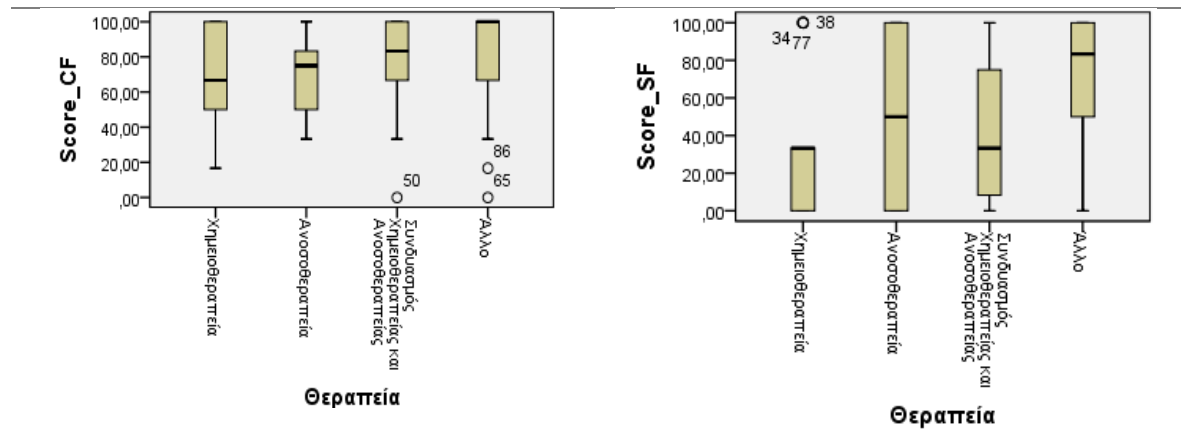 Score_CF
100,00
80,00
60,00
40,00
20,00
,00
50
86
65
Χημειοθεραπεία
Ανοσοθεραπεία
Συνδυασμός
Χημειοθεραπείας και
Ανοσοθεραπείας
Άλλο
Θεραπεία
Score_SF
100,00
80,00
60,00
40,00
20,00
,00
34
77
38
Χημειοθεραπεία
Ανοσοθεραπεία
Συνδυασμός
Χημειοθεραπείας και
Ανοσοθεραπείας
Άλλο
Θεραπεία